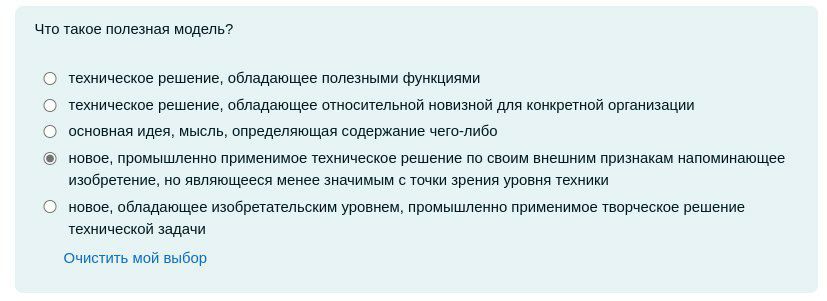 Что такое полезная модель?
техническое решение, обладающее полезными функциями
техническое решение, обладающее относительной новизной для конкретной организации
основная идея, мысль, определяющая содержание чего-либо
новое, промышленно применимое техническое решение по своим внешним признакам напоминающее
изобретение, но являющееся менее значимым с точки зрения уровня техники
новое, обладающее изобретательским уровнем, промышленно применимое творческое решение
технической задачи
Очистить мой выбор